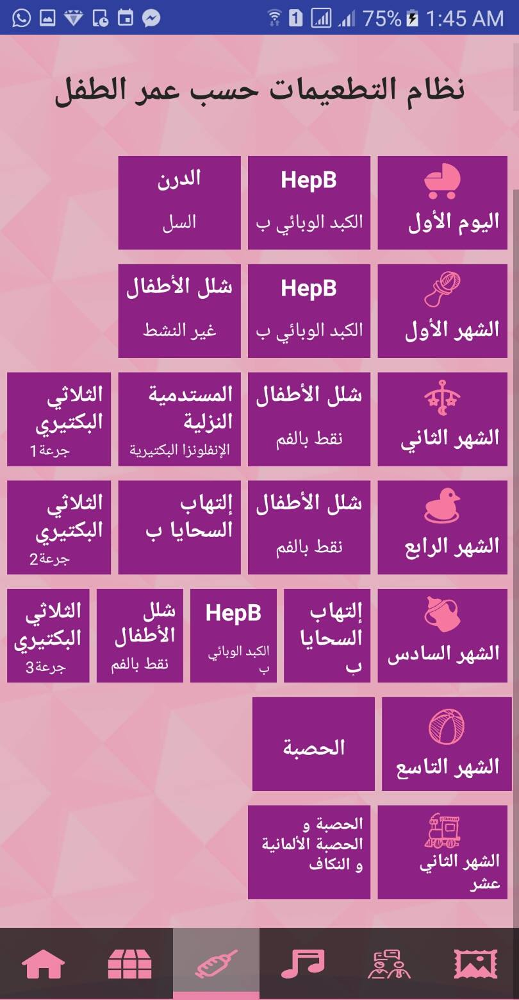 75% 1:45 AM
نظام التطعيمات حسب عمر الطفل
اليوم الأول
HepB
الكبد الوبائي ب
الدرن
السل
الشهر الأول
HepB
الكبد الوبائي ب
شلل الأطفال
غير النشط
الشهر الثاني
شلل الأطفال
نقط بالفم
المستدمية
النزلية
الإنفلونزا البكتيرية
الثلاثي
البكتيري
جرعة1
الشهر الرابع
شلل الأطفال
نقط بالفم
إلتهاب
السحايا ب
الثلاثي
البكتيري
جرعة2
الشهر السادس
إلتهاب
السحايا
ب
HepB
الكبد الوبائي
ب
شلل
الأطفال
نقط بالفم
الثلاثي
البكتيري
جرعة3
الشهر التاسع
الحصبة
الشهر الثاني
عشر
الحصبة و
الحصبة الألمانية
و النكاف